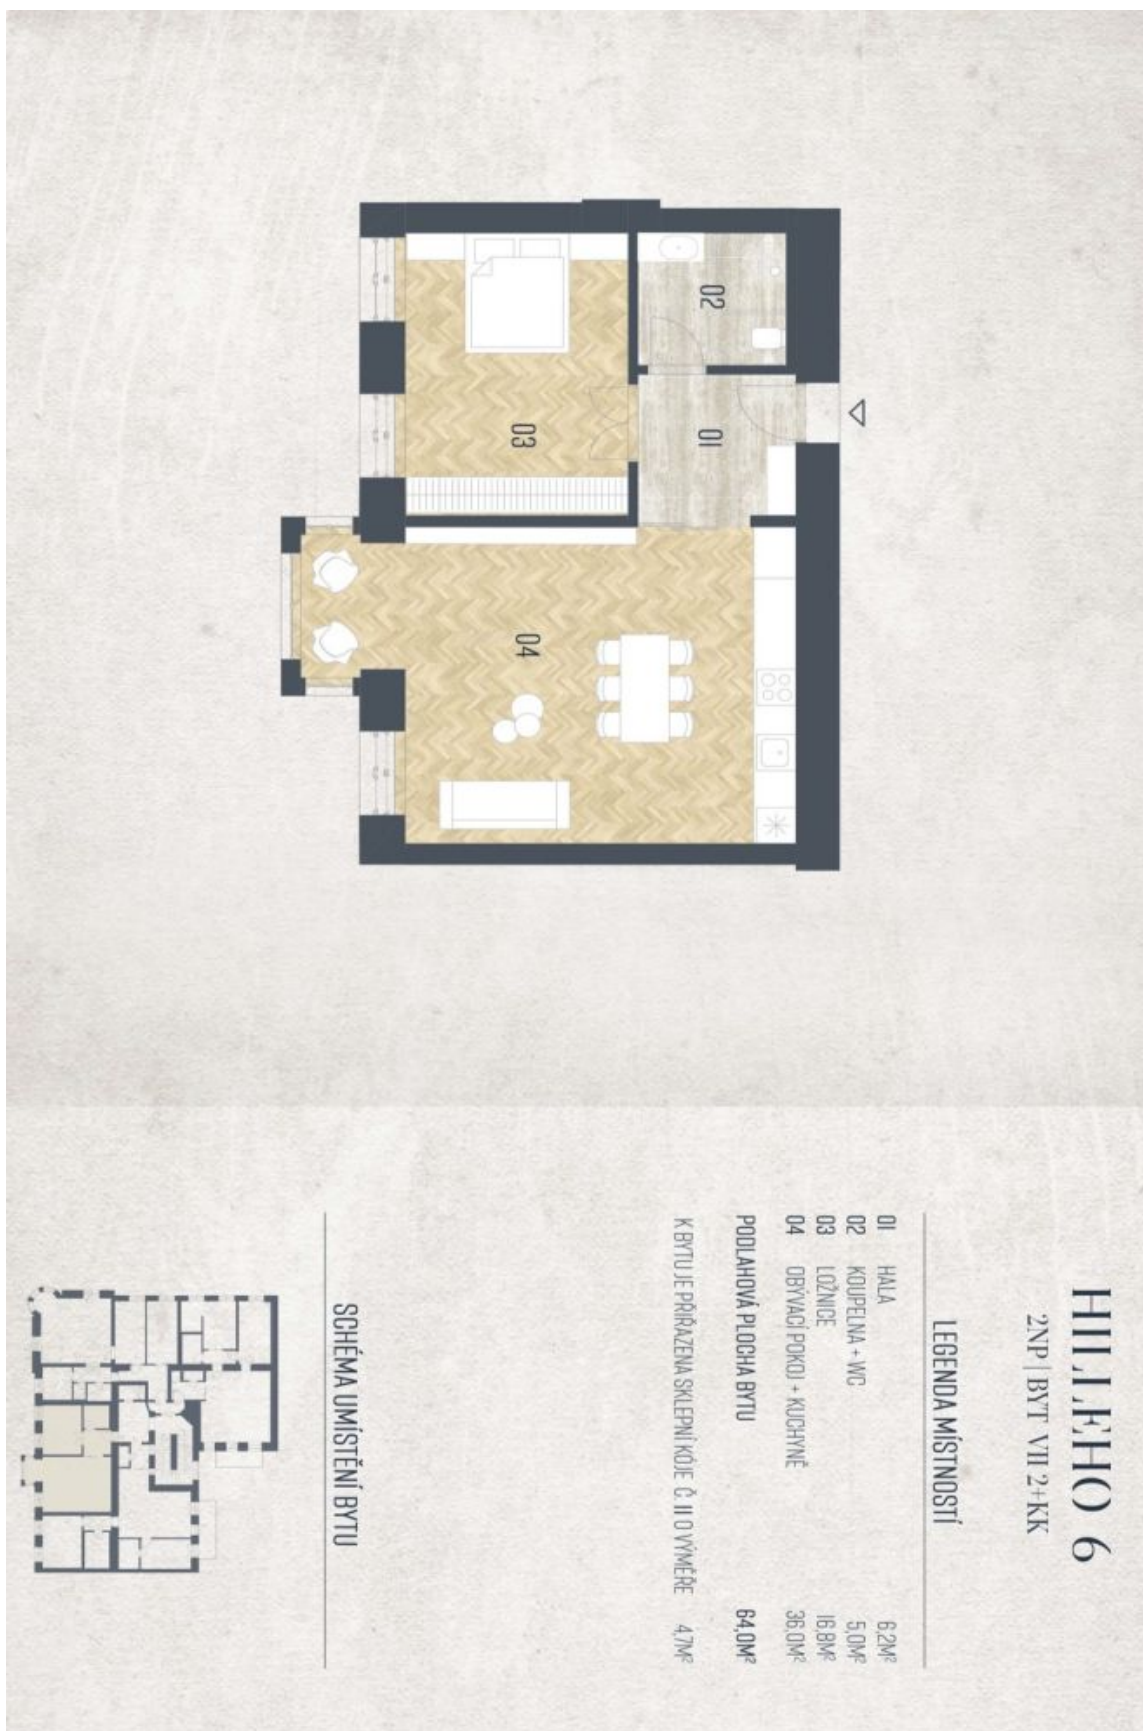 02
01
03
04
HILLEHO 6
2NP | BYT VII 2+KK
LEGENDA MÍSTNOSTÍ
01 HALA 6,2M²
02 KOUPELNA + WC 5,0M²
03 LOŽNICE 16,8M²
04 OBÝVACÍ POKOJ + KUCHYNĚ 36,0M²
PODLAHOVÁ PLOCHA BYTU 64,0M²
K BYTU JE PŘIŘAZENA SKLEPNÍ KÓJE Č. 11 O VÝMĚŘE 4,7M²
SCHÉMA UMÍSTĚNÍ BYTU